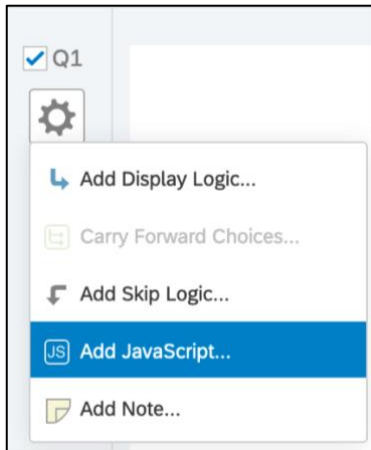 Q1
Add Display Logic...
Carry Forward Choices...
Add Skip Logic...
JS Add JavaScript...
Add Note...